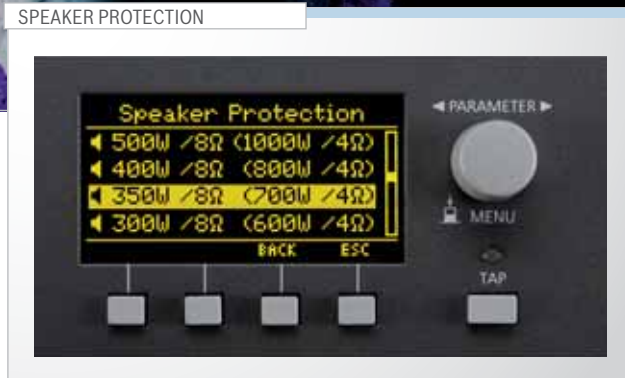 SPEAKER PROTECTION
Speaker Protection
500W /8Ω (1000W /4Ω)
400W /8Ω (800W /4Ω)
350W /8Ω (700W /4Ω)
300W /8Ω (600W /4Ω)
BACK ESC
◄ PARAMETER ►
MENU
TAP